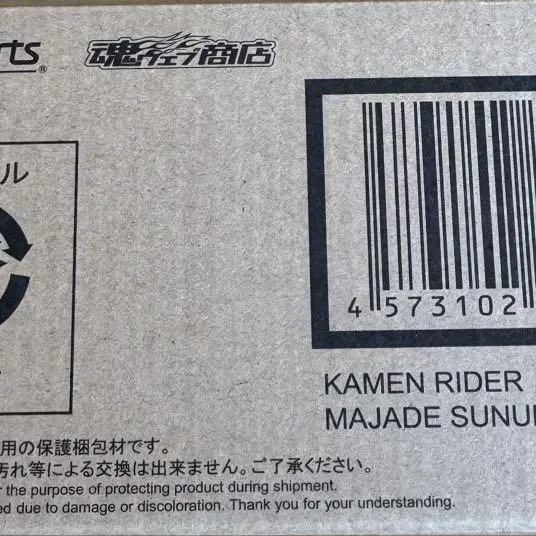 rts®
魂ウェブ商店
ル
4 573102
KAMEN RIDER
MAJADE SUNU
用の保護梱包材です。
汚れ等による交換は出来ません。ご了承ください。
the purpose of protecting product during shipment.
ed due to damage or discoloration. Thank you for your understanding.